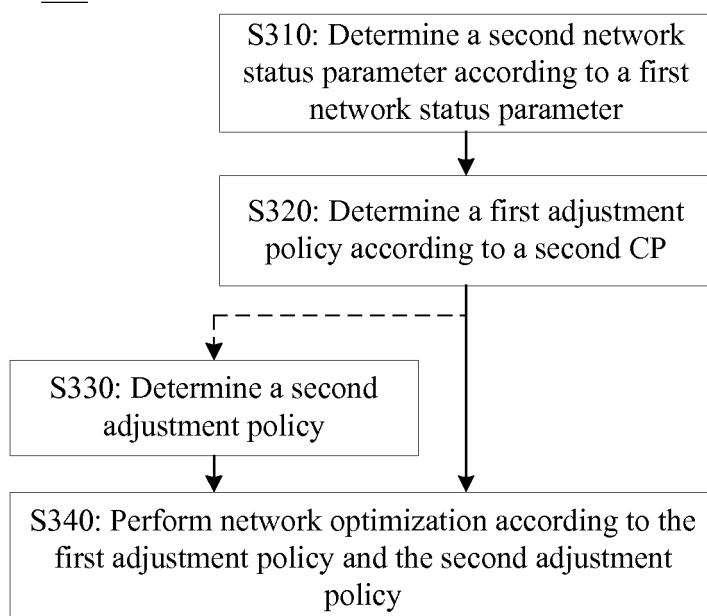 S310: Determine a second network
status parameter according to a first
network status parameter
S320: Determine a first adjustment
policy according to a second CP
S330: Determine a second
adjustment policy
S340: Perform network optimization according to the
first adjustment policy and the second adjustment
policy